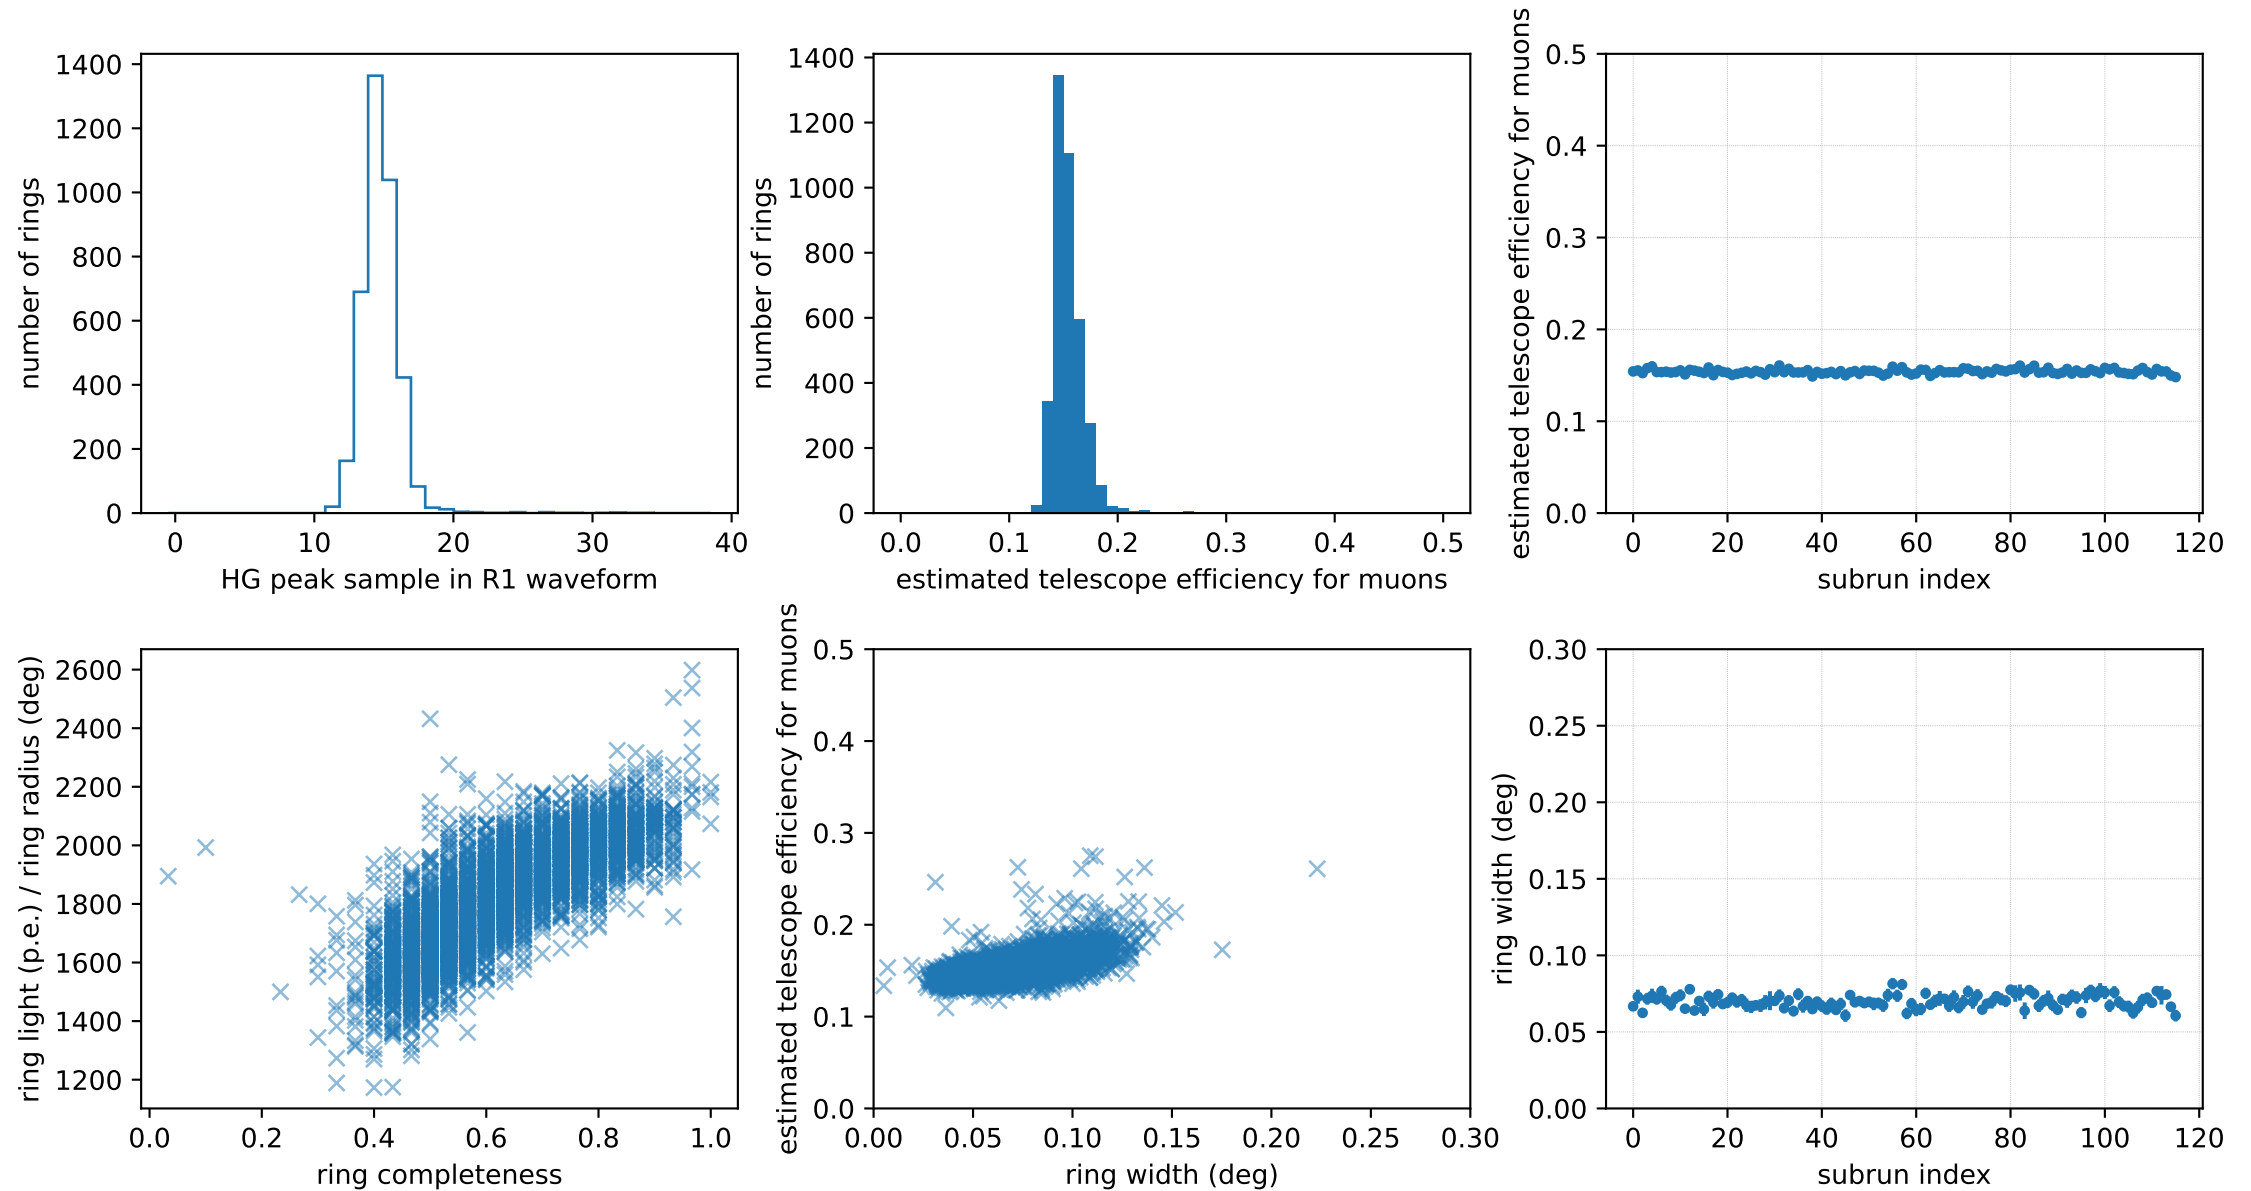 1400
1200
1000
800
600
400
200
0
number of rings
0 10 20 30 40
HG peak sample in R1 waveform
1400
1200
1000
800
600
400
200
0
number of rings
0.0 0.1 0.2 0.3 0.4 0.5
estimated telescope efficiency for muons
0.5
0.4
0.3
0.2
0.1
0.0
estimated telescope efficiency for muons
0 20 40 60 80 100 120
subrun index
2600
2400
2200
2000
1800
1600
1400
1200
ring light (p.e.) / ring radius (deg)
0.0 0.2 0.4 0.6 0.8 1.0
ring completeness
0.5
0.4
0.3
0.2
0.1
0.0
estimated telescope efficiency for muons
0.00 0.05 0.10 0.15 0.20 0.25 0.30
ring width (deg)
0.30
0.25
0.20
0.15
0.10
0.05
0.00
ring width (deg)
0 20 40 60 80 100 120
subrun index